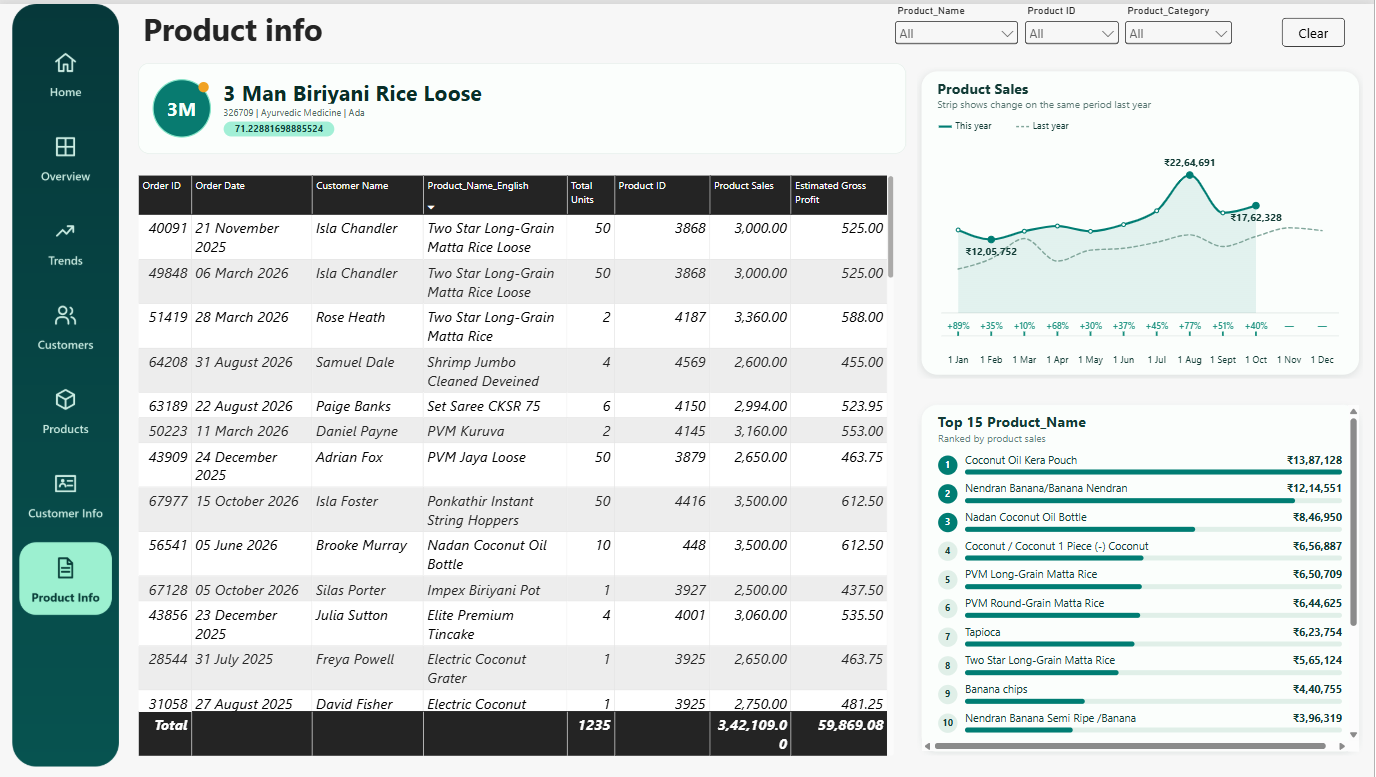 Product info
Product_Name
Product ID
Product_Category
All
All
All
Clear
Home
Overview
Trends
Customers
Products
Customer Info
Product Info
3M
3 Man Biriyani Rice Loose
326709 | Ayurvedic Medicine | Ada
71.22881698885524
Order ID Order Date Customer Name Product_Name_English Total Units Product ID Product Sales Estimated Gross Profit
40091 21 November 2025 Isla Chandler Two Star Long-Grain Matta Rice Loose 50 3868 3,000.00 525.00
49848 06 March 2026 Isla Chandler Two Star Long-Grain Matta Rice Loose 50 3868 3,000.00 525.00
51419 28 March 2026 Rose Heath Two Star Long-Grain Matta Rice 2 4187 3,360.00 588.00
64208 31 August 2026 Samuel Dale Shrimp Jumbo Cleaned Deveined 4 4569 2,600.00 455.00
63189 22 August 2026 Paige Banks Set Saree CKSR 75 6 4150 2,994.00 523.95
50223 11 March 2026 Daniel Payne PVM Kuruva 2 4145 3,160.00 553.00
43909 24 December 2025 Adrian Fox PVM Jaya Loose 50 3879 2,650.00 463.75
67977 15 October 2026 Isla Foster Ponkathir Instant String Hoppers 50 4416 3,500.00 612.50
56541 05 June 2026 Brooke Murray Nadan Coconut Oil Bottle 10 448 3,500.00 612.50
67128 05 October 2026 Silas Porter Impex Biriyani Pot 1 3927 2,500.00 437.50
43856 23 December 2025 Julia Sutton Elite Premium Tincake 4 4001 3,060.00 535.50
28544 31 July 2025 Freya Powell Electric Coconut Grater 1 3925 2,650.00 463.75
31058 27 August 2025 David Fisher Electric Coconut 1 3925 2,750.00 481.25
Total 1235 3,42,109.00 59,869.08
Product Sales
Strip shows change on the same period last year
This year Last year
₹22,64,691
₹17,62,328
₹12,05,752
+89% +35% +10% +68% +30% +37% +45% +77% +51% +40% — —
1 Jan 1 Feb 1 Mar 1 Apr 1 May 1 Jun 1 Jul 1 Aug 1 Sept 1 Oct 1 Nov 1 Dec
Top 15 Product_Name
Ranked by product sales
1 Coconut Oil Kera Pouch ₹13,87,128
2 Nendran Banana/Banana Nendran ₹12,14,551
3 Nadan Coconut Oil Bottle ₹8,46,950
4 Coconut / Coconut 1 Piece (-) Coconut ₹6,56,887
5 PVM Long-Grain Matta Rice ₹6,50,709
6 PVM Round-Grain Matta Rice ₹6,44,625
7 Tapioca ₹6,23,754
8 Two Star Long-Grain Matta Rice ₹5,65,124
9 Banana chips ₹4,40,755
10 Nendran Banana Semi Ripe /Banana ₹3,96,319